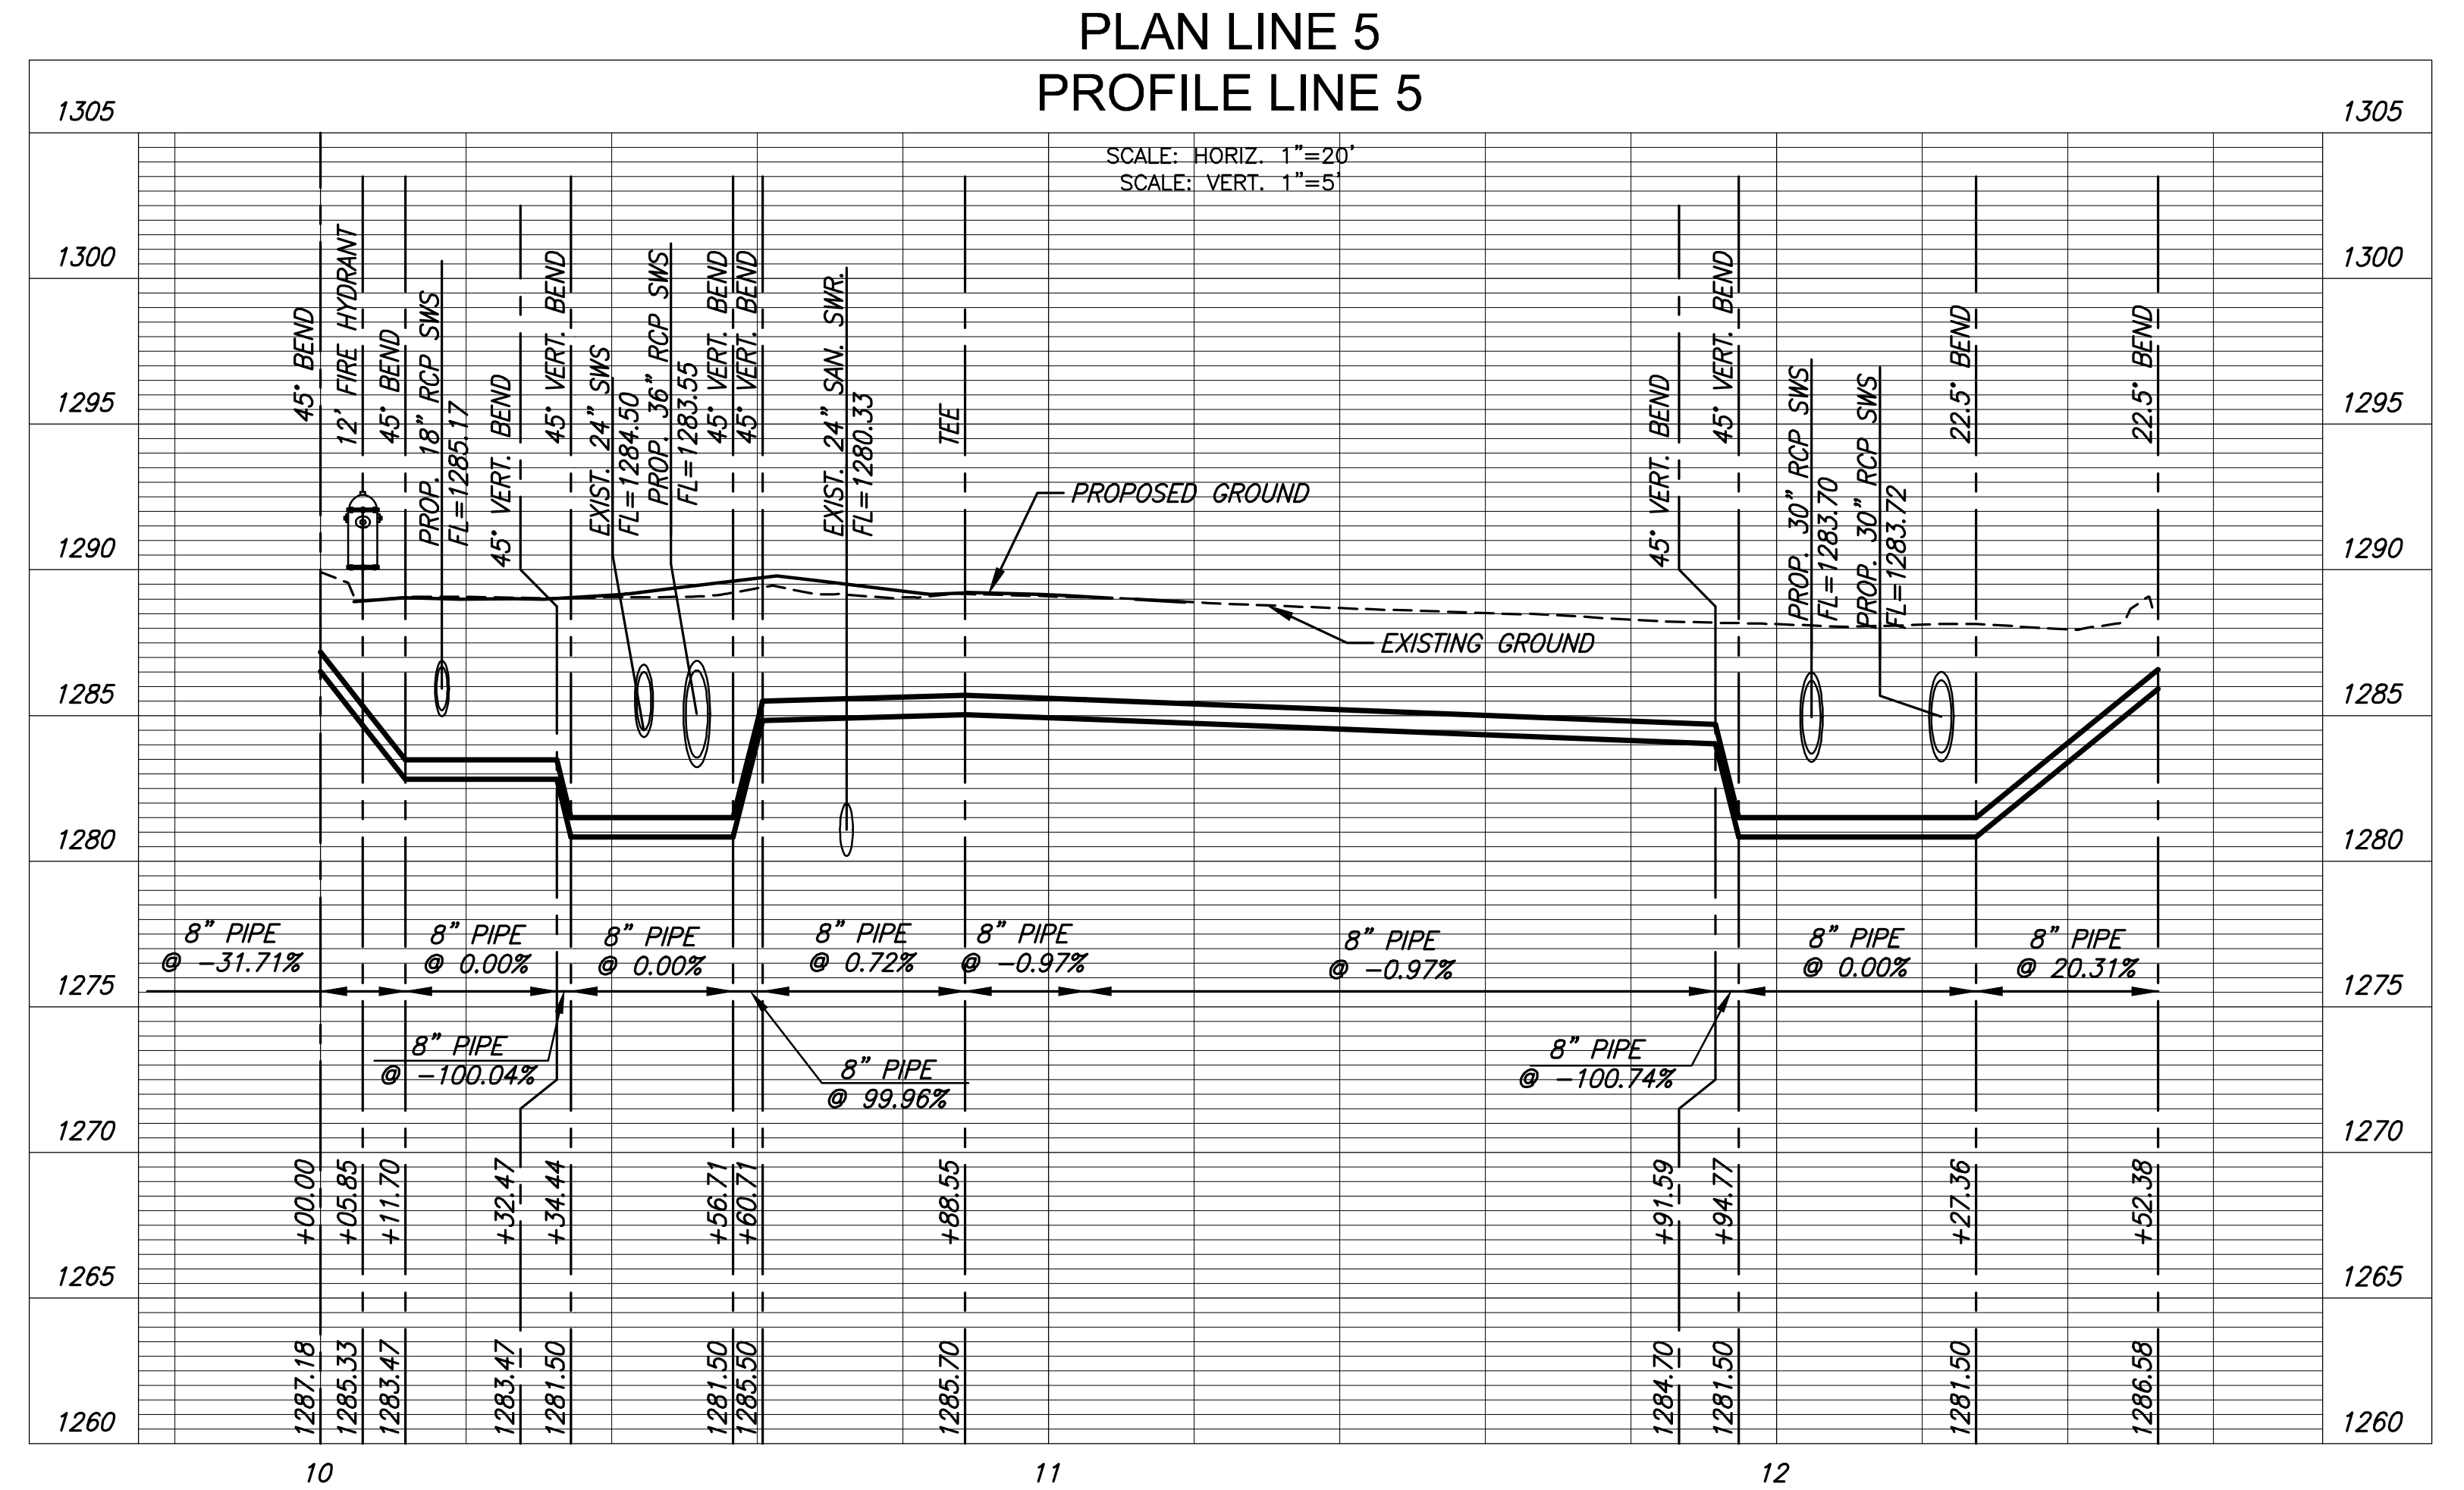 PLAN LINE 5
PROFILE LINE 5
SCALE: HORIZ. 1"=20'
SCALE: VERT. 1"=5'
1305
1300
1295
1290
1285
1280
1275
1270
1265
1260
1305
1300
1295
1290
1285
1280
1275
1270
1265
1260
45° BEND
12' FIRE HYDRANT
45° BEND
PROP. 18" RCP SWS
FL=1285.17
45° VERT. BEND
45° VERT. BEND
EXIST. 24" SWS
FL=1284.50
PROP. 36" RCP SWS
FL=1283.55
45° VERT. BEND
45° VERT. BEND
EXIST. 24" SAN. SWR.
FL=1280.33
TEE
PROPOSED GROUND
EXISTING GROUND
45° VERT. BEND
45° VERT. BEND
PROP. 30" RCP SWS
FL=1283.70
PROP. 30" RCP SWS
FL=1283.72
22.5° BEND
22.5° BEND
8" PIPE
@ -31.71%
8" PIPE
@ 0.00%
8" PIPE
@ 0.00%
8" PIPE
@ 0.72%
8" PIPE
@ -0.97%
8" PIPE
@ -0.97%
8" PIPE
@ 0.00%
8" PIPE
@ 20.31%
8" PIPE
@ -100.04%
8" PIPE
@ 99.96%
8" PIPE
@ -100.74%
+00.00
+05.85
+11.70
+32.47
+34.44
+56.71
+60.71
+88.55
+91.59
+94.77
+27.36
+52.38
1287.18
1285.33
1283.47
1283.47
1281.50
1281.50
1285.50
1285.70
1284.70
1281.50
1281.50
1286.58
10
11
12